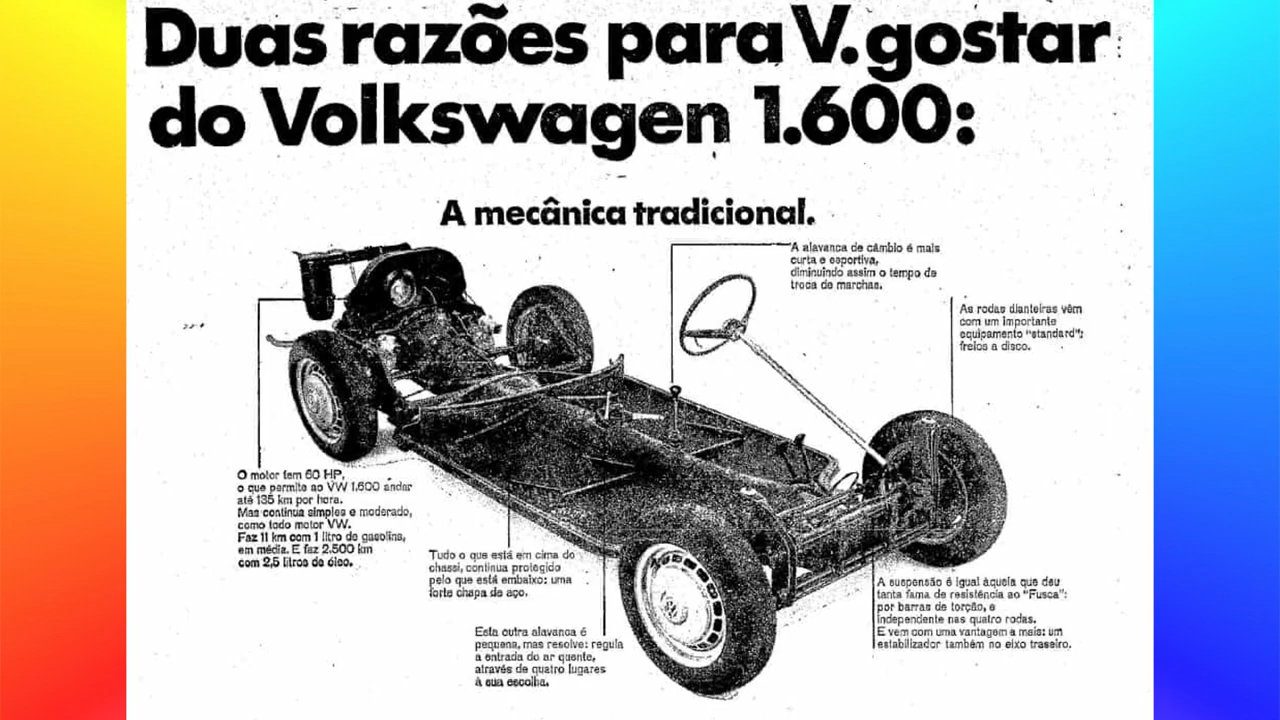 Duas razões para V. gostar
do Volkswagen 1.600:
A mecânica tradicional.
A alavanca de câmbio é mais
curta e esportiva,
diminuindo assim o tempo de
troca de marchas.
As rodas dianteiras vêm
com um importante
equipamento "standard":
freios a disco.
O motor tem 60 HP,
o que permite ao VW 1.600 andar
até 135 km por hora.
Mas continua simples e moderado,
como todo motor VW.
Faz 11 km com 1 litro de gasolina,
em média. E faz 2.500 km
com 2,5 litros de óleo.
Tudo o que está em cima do
chassi, continua protegido
pelo que está embaixo: uma
forte chapa de aço.
Esta outra alavanca é
pequena, mas resolve: regula
a entrada do ar quente,
através de quatro lugares
à sua escolha.
A suspensão é igual àquela que deu
tanta fama de resistência ao "Fusca":
por barras de torção, e
independente nas quatro rodas.
E vem com uma vantagem a mais: um
estabilizador também no eixo traseiro.